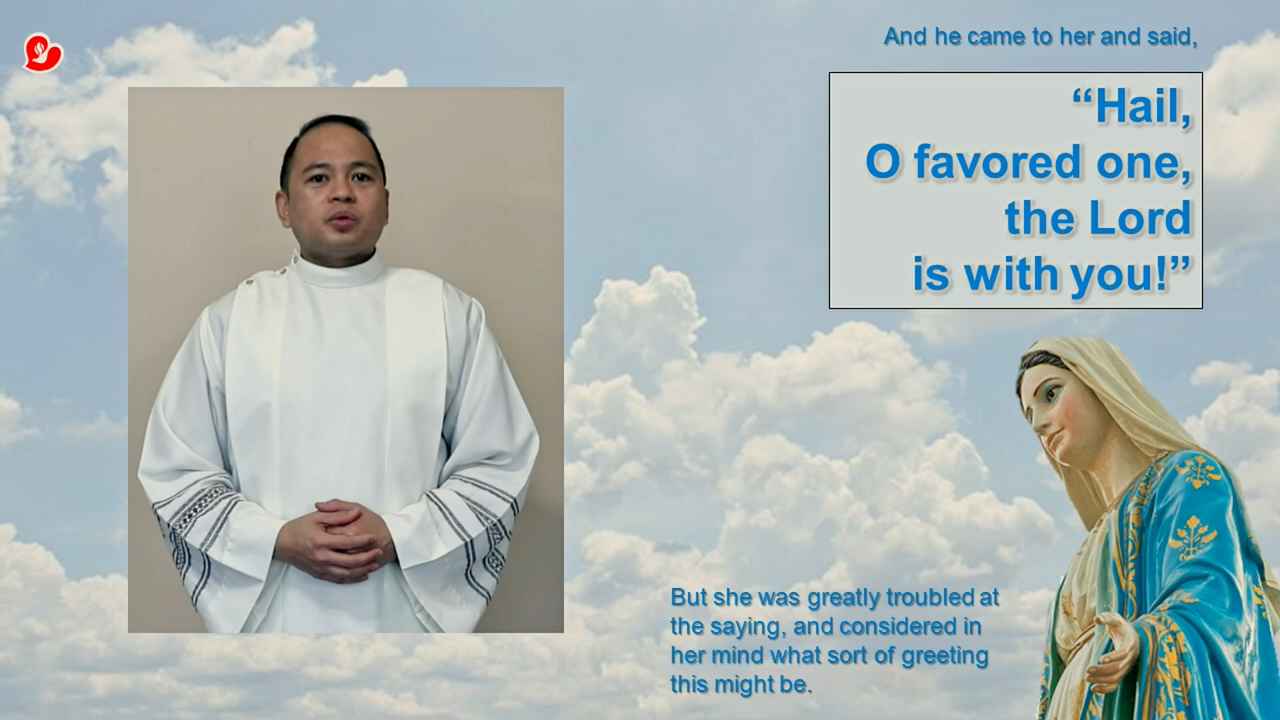 And he came to her and said,
“Hail,
O favored one,
the Lord
is with you!”
But she was greatly troubled at
the saying, and considered in
her mind what sort of greeting
this might be.